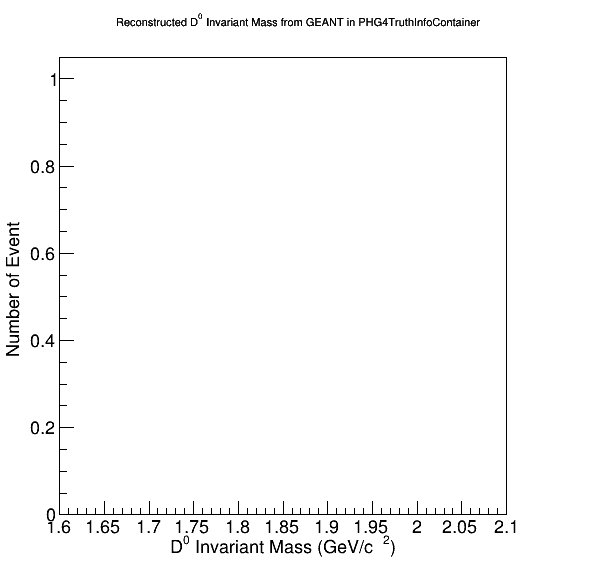 Reconstructed D⁰ Invariant Mass from GEANT in PHG4TruthInfoContainer
Number of Event
1
0.8
0.6
0.4
0.2
0
1.6 1.65 1.7 1.75 1.8 1.85 1.9 1.95 2 2.05 2.1
D⁰ Invariant Mass (GeV/c ²)